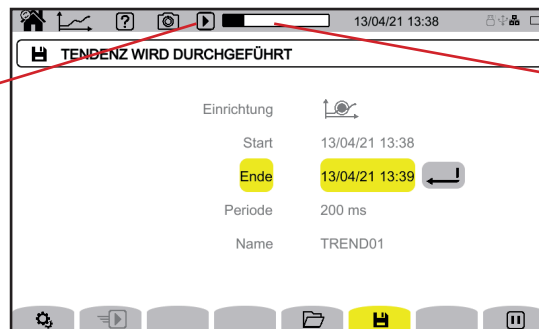 13/04/21 13:38
TENDENZ WIRD DURCHGEFÜHRT
Einrichtung
Start 13/04/21 13:38
Ende 13/04/21 13:39
Periode 200 ms
Name TREND01